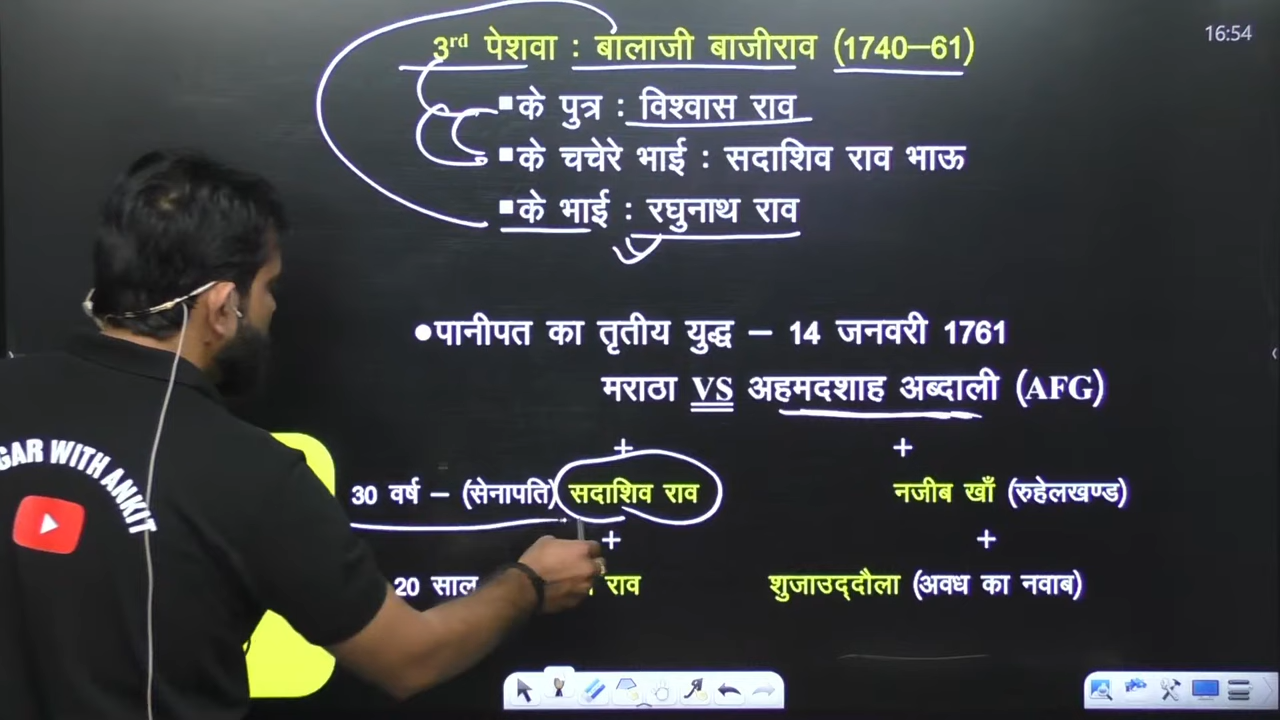 16:54
3rd पेशवा : बालाजी बाजीराव (1740–61)
▪के पुत्र : विश्वास राव
▪के चचेरे भाई : सदाशिव राव भाऊ
▪के भाई : रघुनाथ राव
●पानीपत का तृतीय युद्ध – 14 जनवरी 1761
मराठा VS अहमदशाह अब्दाली (AFG)
+ +
30 वर्ष – (सेनापति) सदाशिव राव नजीब खाँ (रुहेलखण्ड)
+ +
20 साल राव शुजाउद्दौला (अवध का नवाब)
GAR WITH ANKIT